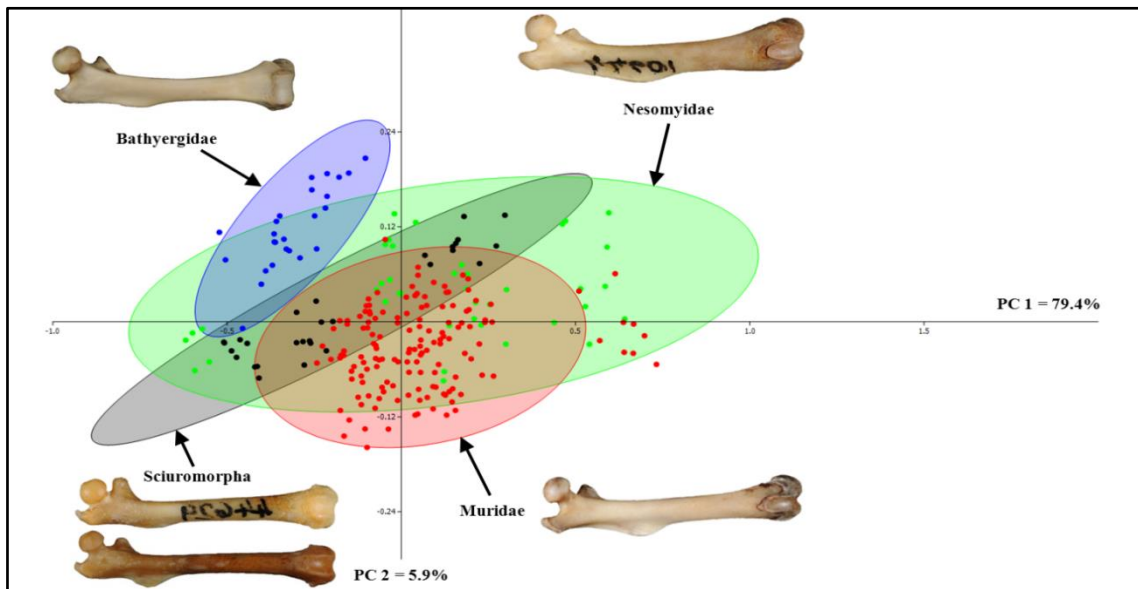 Bathyergidae
Nesomyidae
0.24
0.12
-1.0
-0.5
0.5
1.0
1.5
PC 1 = 79.4%
-0.12
Sciuromorpha
Muridae
-0.24
PC 2 = 5.9%